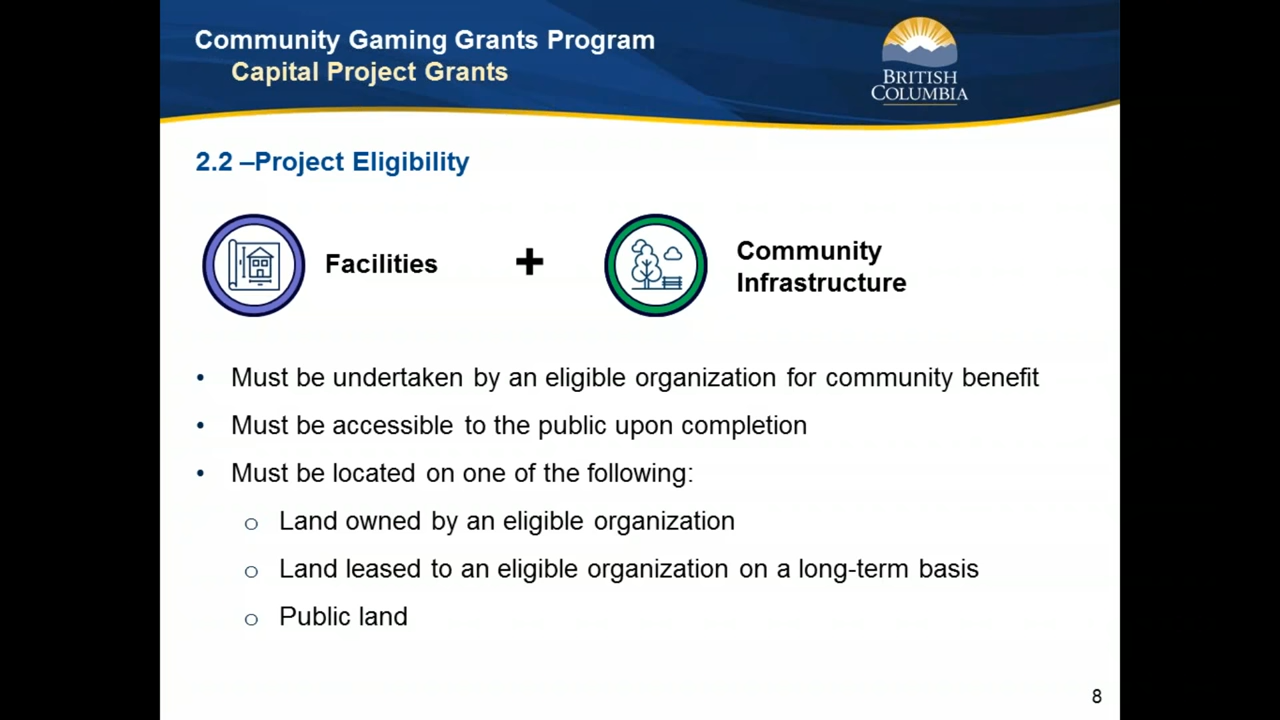 Community Gaming Grants Program
Capital Project Grants
BRITISH
COLUMBIA
2.2 –Project Eligibility
Facilities
+
Community
Infrastructure
• Must be undertaken by an eligible organization for community benefit
• Must be accessible to the public upon completion
• Must be located on one of the following:
o Land owned by an eligible organization
o Land leased to an eligible organization on a long-term basis
o Public land
8